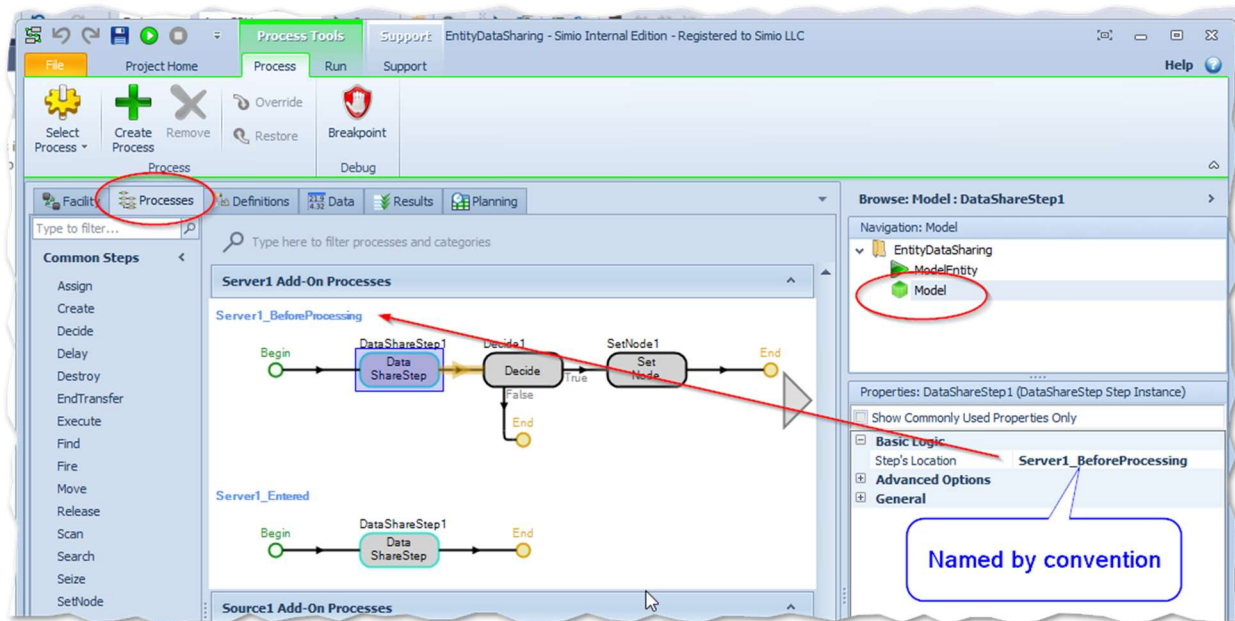 Process Tools
Support
EntityDataSharing - Simio Internal Edition - Registered to Simio LLC
File
Project Home
Process
Run
Support
Help
Select Process
Create Process
Remove
Override
Restore
Breakpoint
Process
Debug
Facility
Processes
Definitions
Data
Results
Planning
Type to filter...
Common Steps
Assign
Create
Decide
Delay
Destroy
EndTransfer
Execute
Find
Fire
Move
Release
Scan
Search
Seize
SetNode
Type here to filter processes and categories
Server1 Add-On Processes
Server1_BeforeProcessing
Begin
DataShareStep1
Data
ShareStep
Decide1
Decide
True
False
End
SetNode1
Set
Node
End
Server1_Entered
Begin
DataShareStep1
Data
ShareStep
End
Source1 Add-On Processes
Browse: Model : DataShareStep1
Navigation: Model
EntityDataSharing
ModelEntity
Model
Properties: DataShareStep1 (DataShareStep Step Instance)
Show Commonly Used Properties Only
Basic Logic
Step's Location Server1_BeforeProcessing
Advanced Options
General
Named by convention